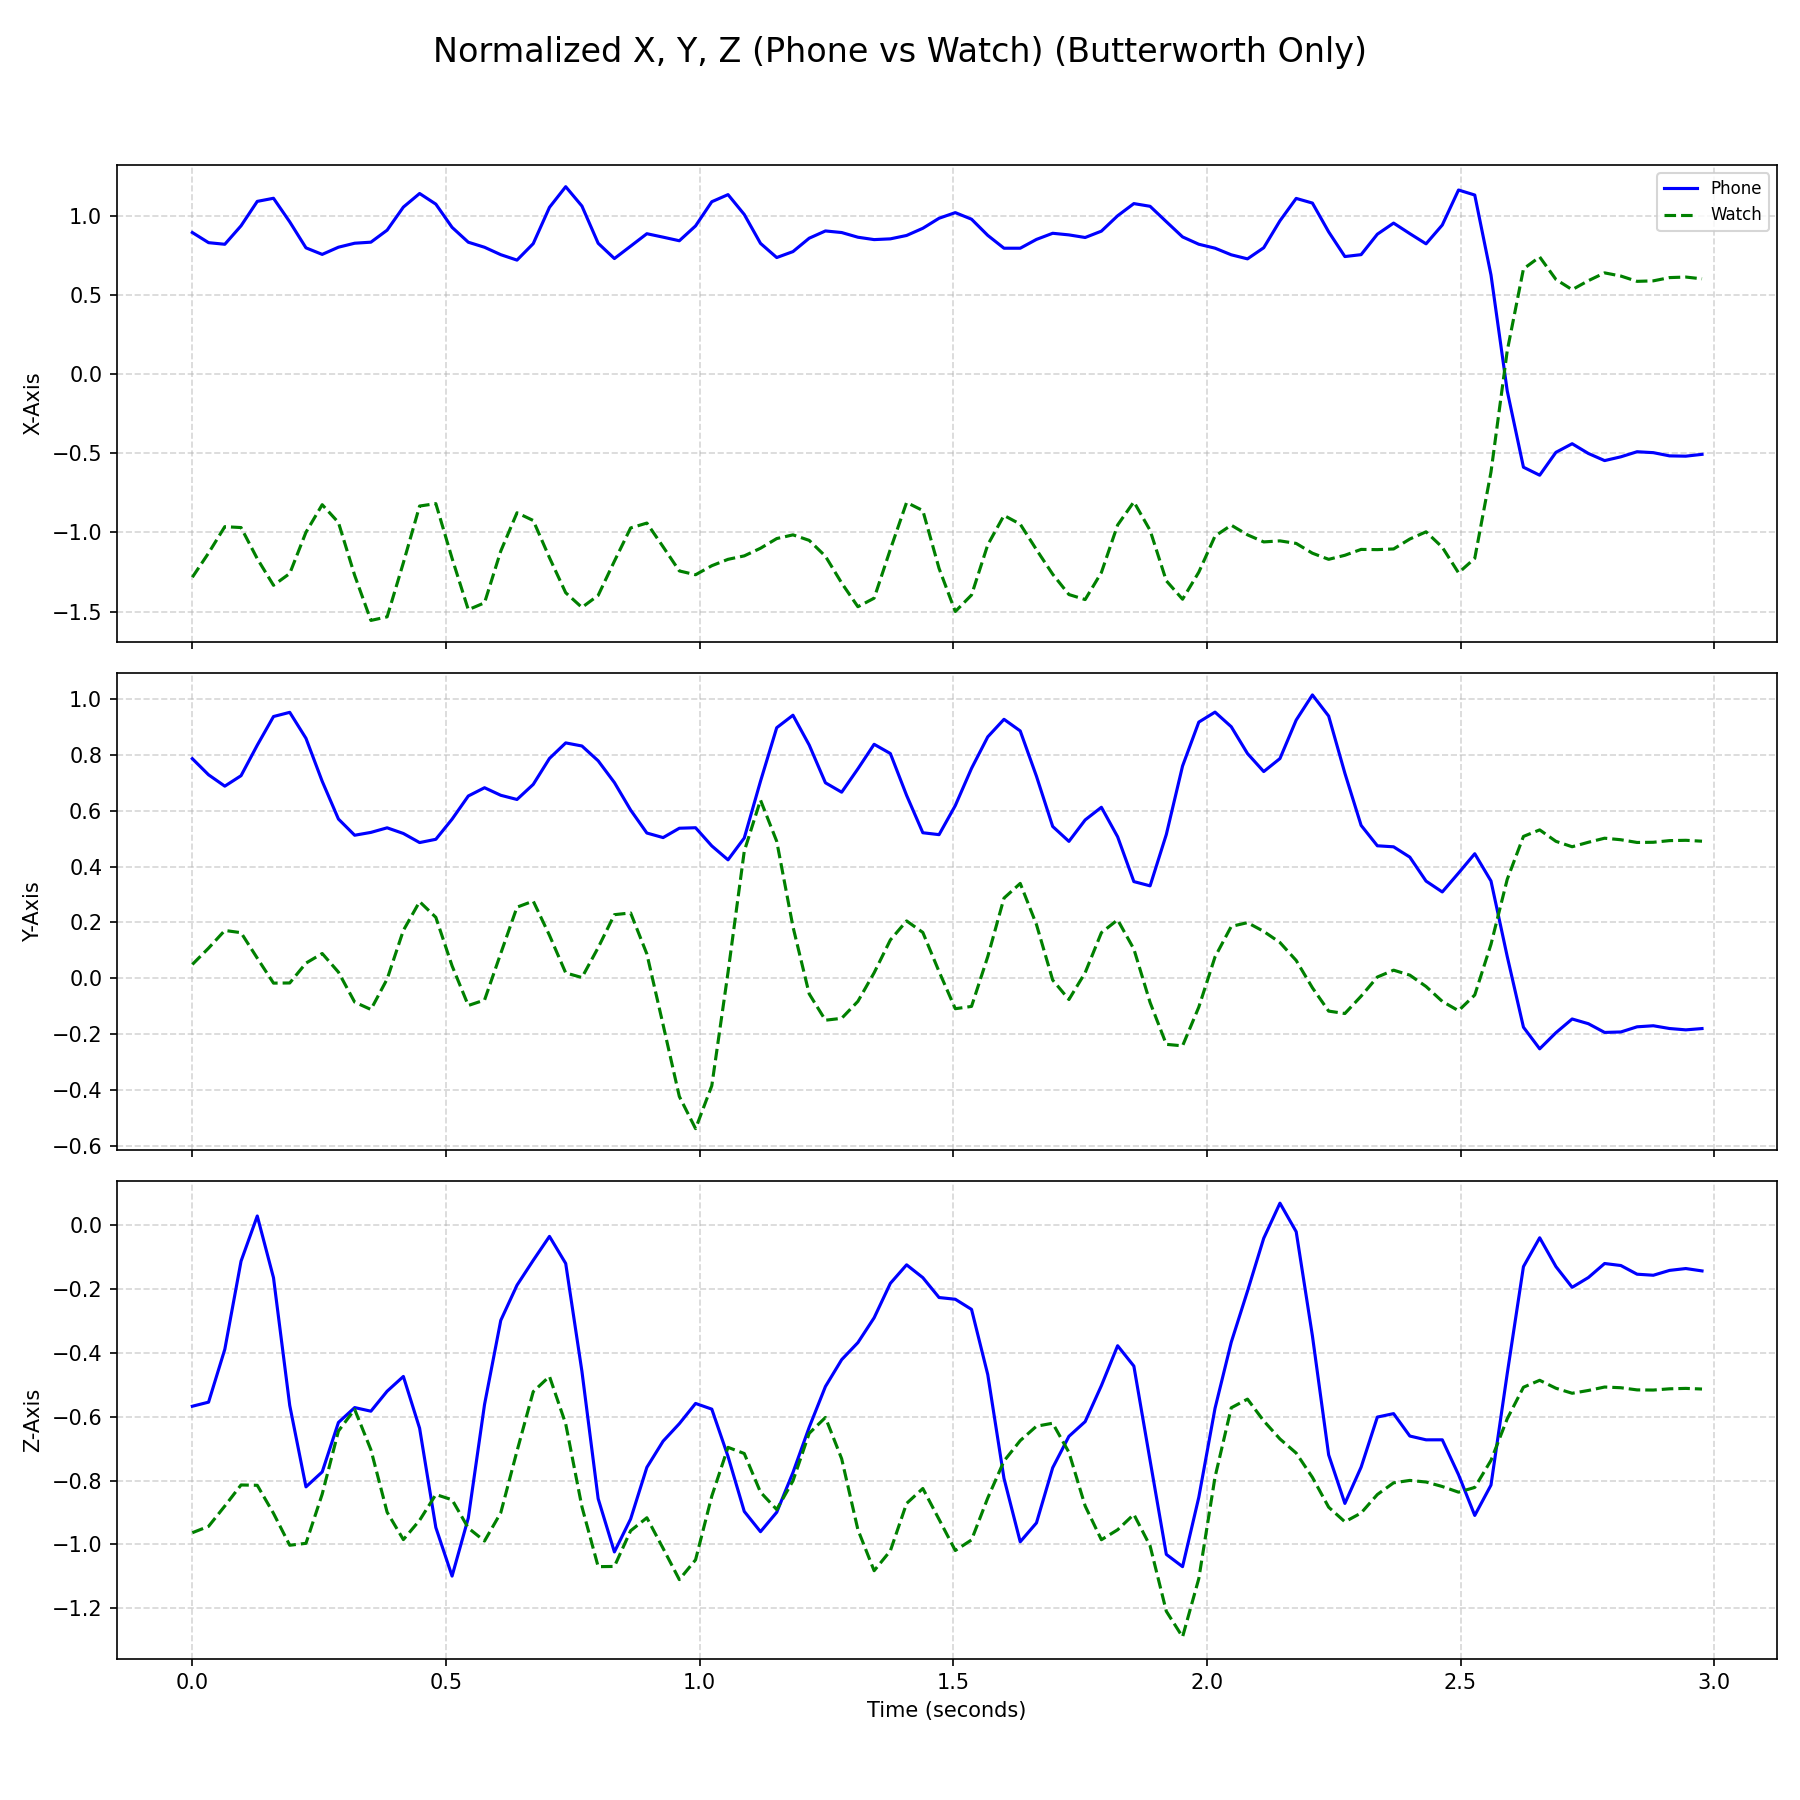 Normalized X, Y, Z (Phone vs Watch) (Butterworth Only)
Phone
Watch
X-Axis
1.0
0.5
0.0
−0.5
−1.0
−1.5
Y-Axis
1.0
0.8
0.6
0.4
0.2
0.0
−0.2
−0.4
−0.6
Z-Axis
0.0
−0.2
−0.4
−0.6
−0.8
−1.0
−1.2
0.0 0.5 1.0 1.5 2.0 2.5 3.0
Time (seconds)